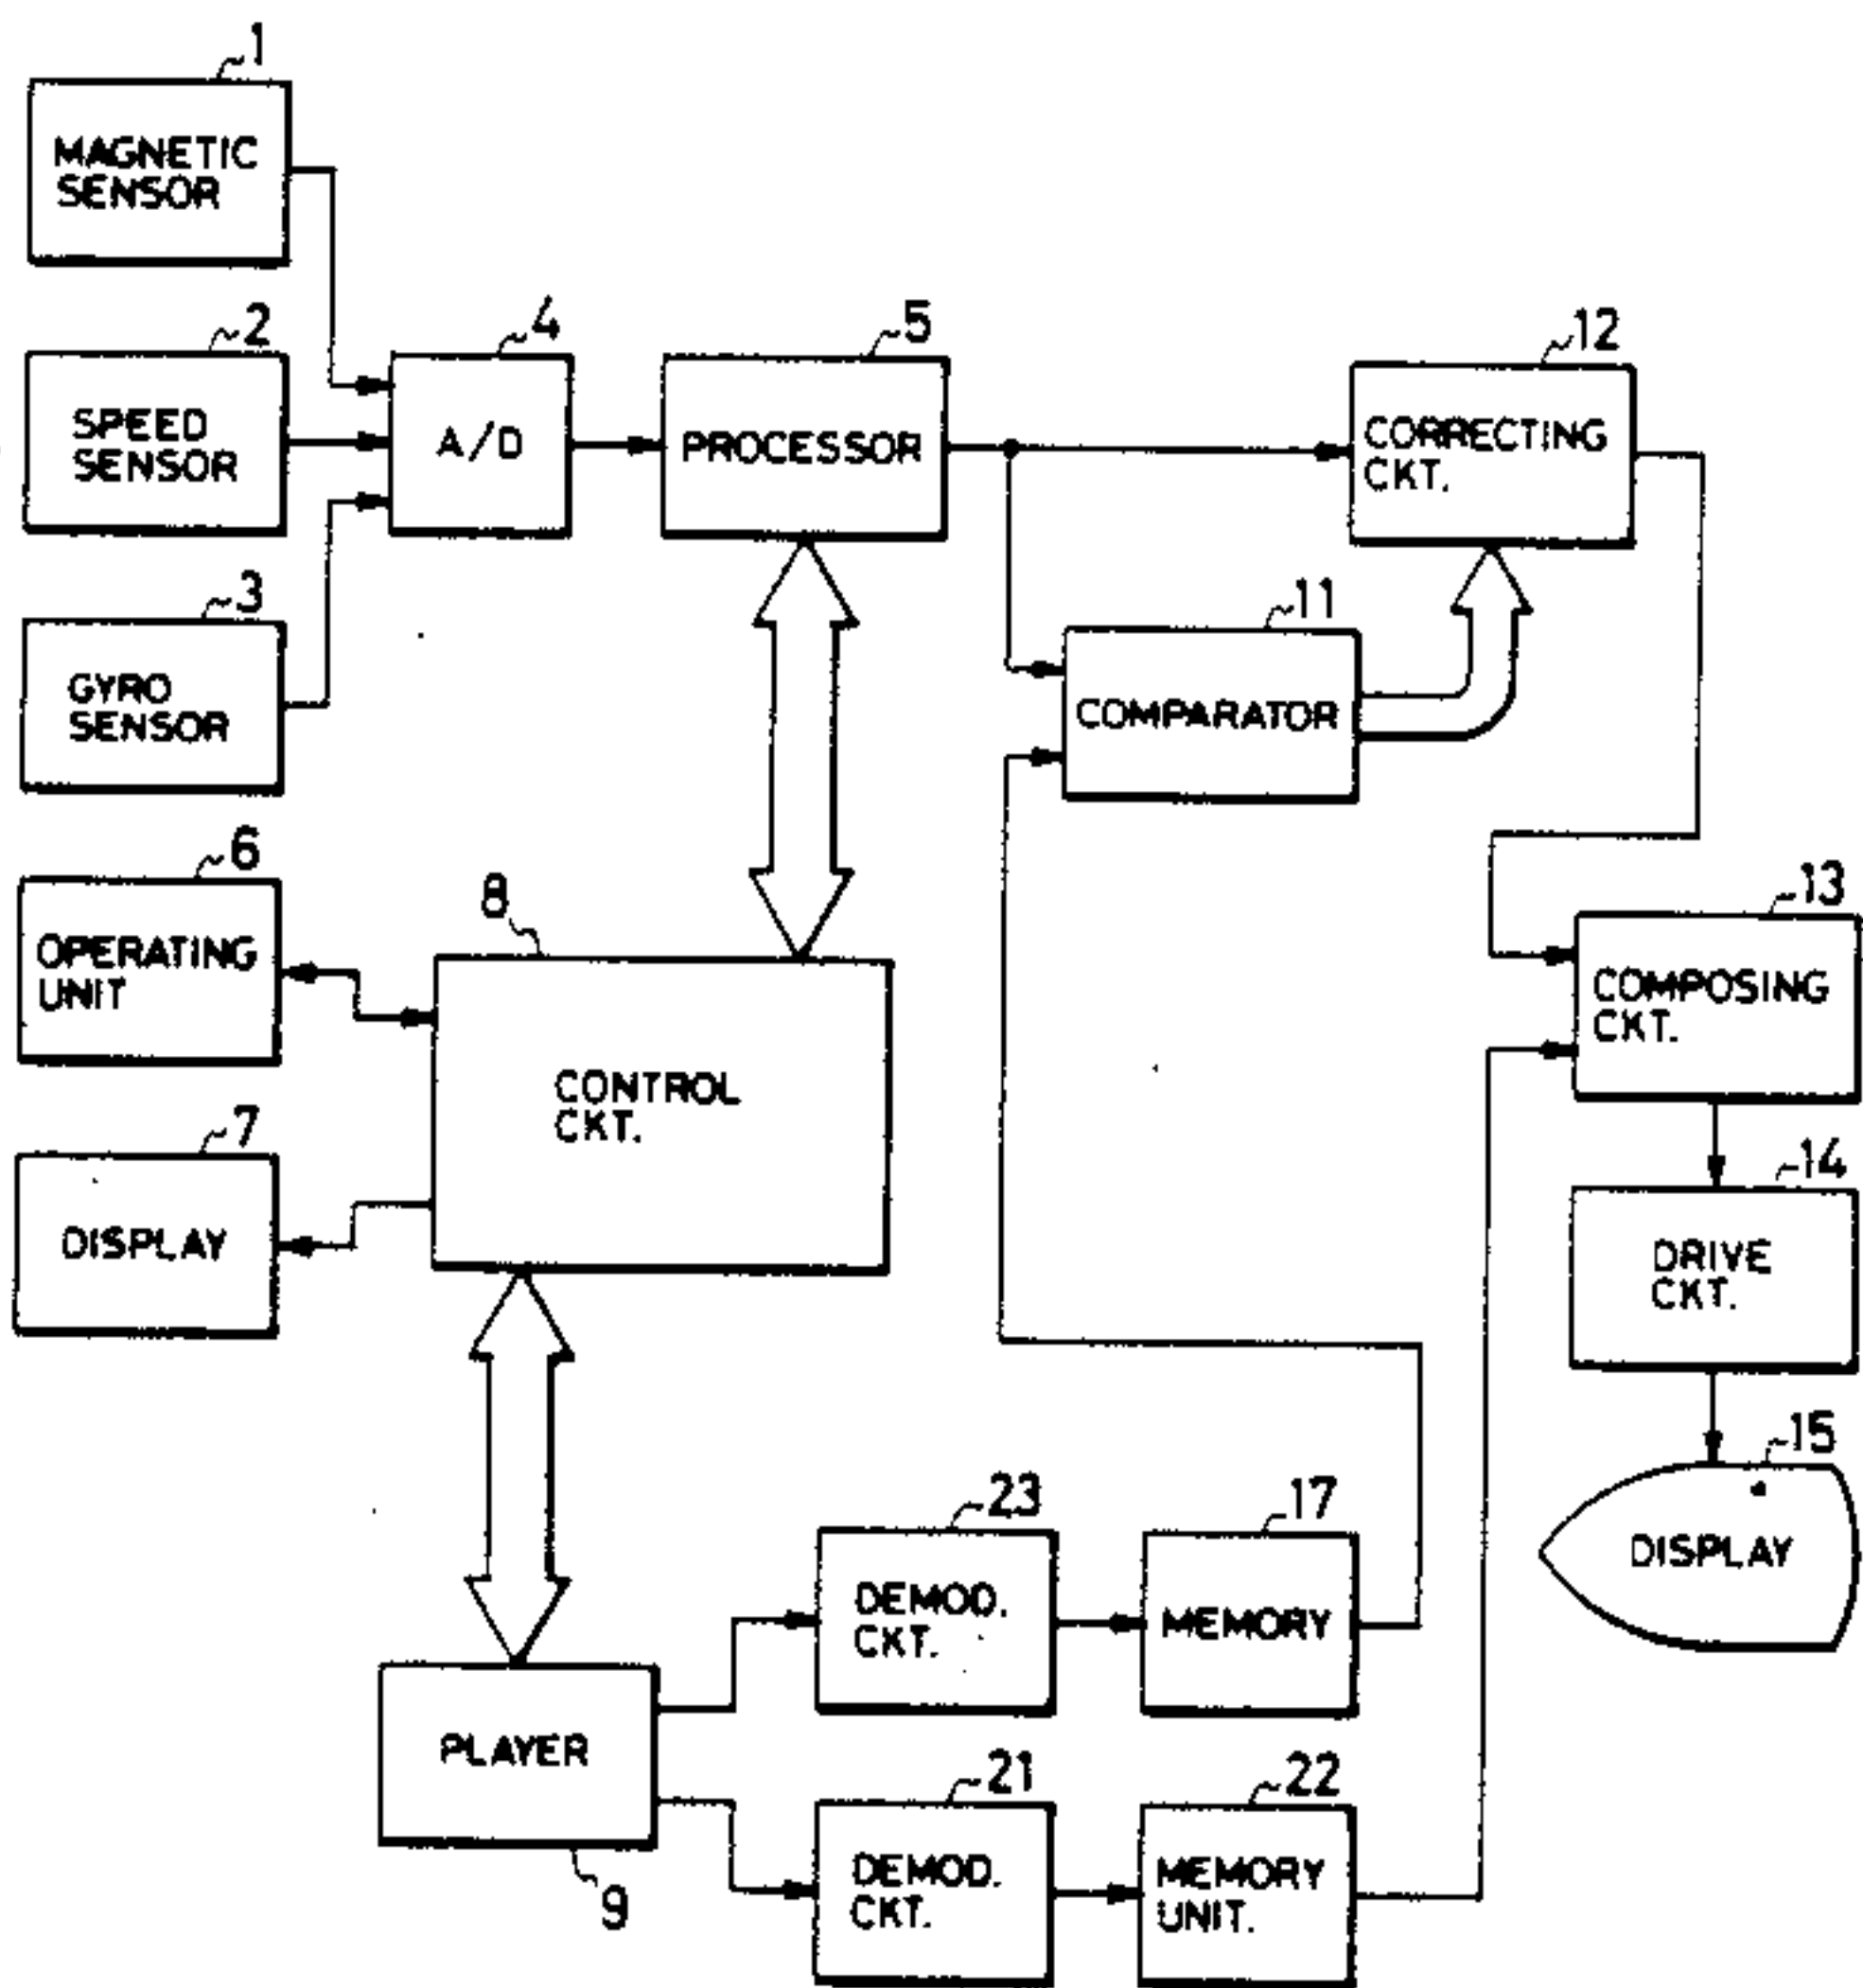 1
MAGNETIC
SENSOR
2
SPEED
SENSOR
3
GYRO
SENSOR
4
A/D
5
PROCESSOR
12
CORRECTING
CKT.
11
COMPARATOR
6
OPERATING
UNIT
7
DISPLAY
8
CONTROL
CKT.
13
COMPOSING
CKT.
14
DRIVE
CKT.
15
DISPLAY
23
DEMOD.
CKT.
17
MEMORY
PLAYER
9
21
DEMOD.
CKT.
22
MEMORY
UNIT.